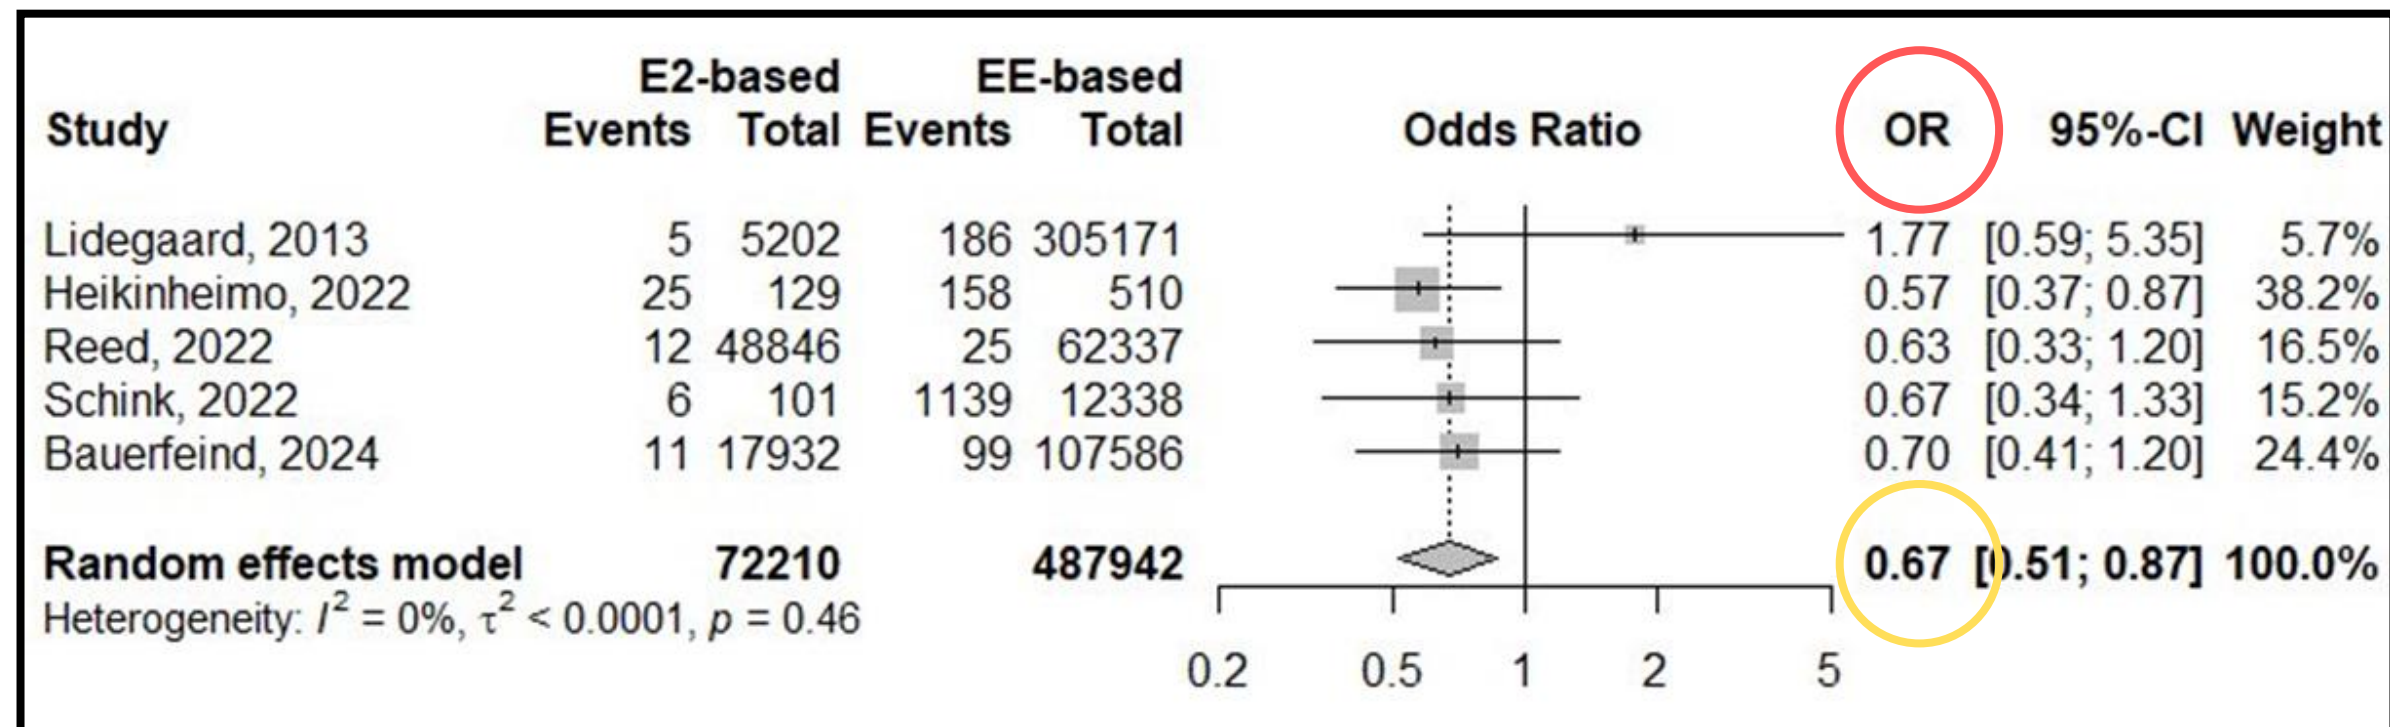 E2-based EE-based
Study Events Total Events Total Odds Ratio OR 95%-CI Weight
Lidegaard, 2013 5 5202 186 305171 1.77 [0.59; 5.35] 5.7%
Heikinheimo, 2022 25 129 158 510 0.57 [0.37; 0.87] 38.2%
Reed, 2022 12 48846 25 62337 0.63 [0.33; 1.20] 16.5%
Schink, 2022 6 101 1139 12338 0.67 [0.34; 1.33] 15.2%
Bauerfeind, 2024 11 17932 99 107586 0.70 [0.41; 1.20] 24.4%
Random effects model 72210 487942 0.67 [0.51; 0.87] 100.0%
Heterogeneity: I² = 0%, τ² < 0.0001, p = 0.46
0.2 0.5 1 2 5